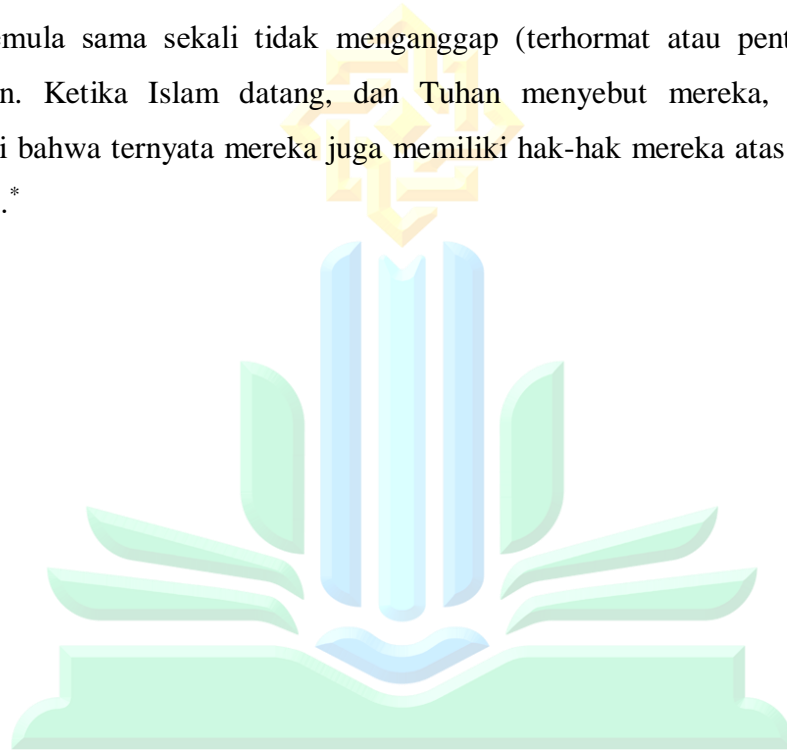 emula sama sekali tidak menganggap (terhormat atau pent
n. Ketika Islam datang, dan Tuhan menyebut mereka,
i bahwa ternyata mereka juga memiliki hak-hak mereka atas
.*